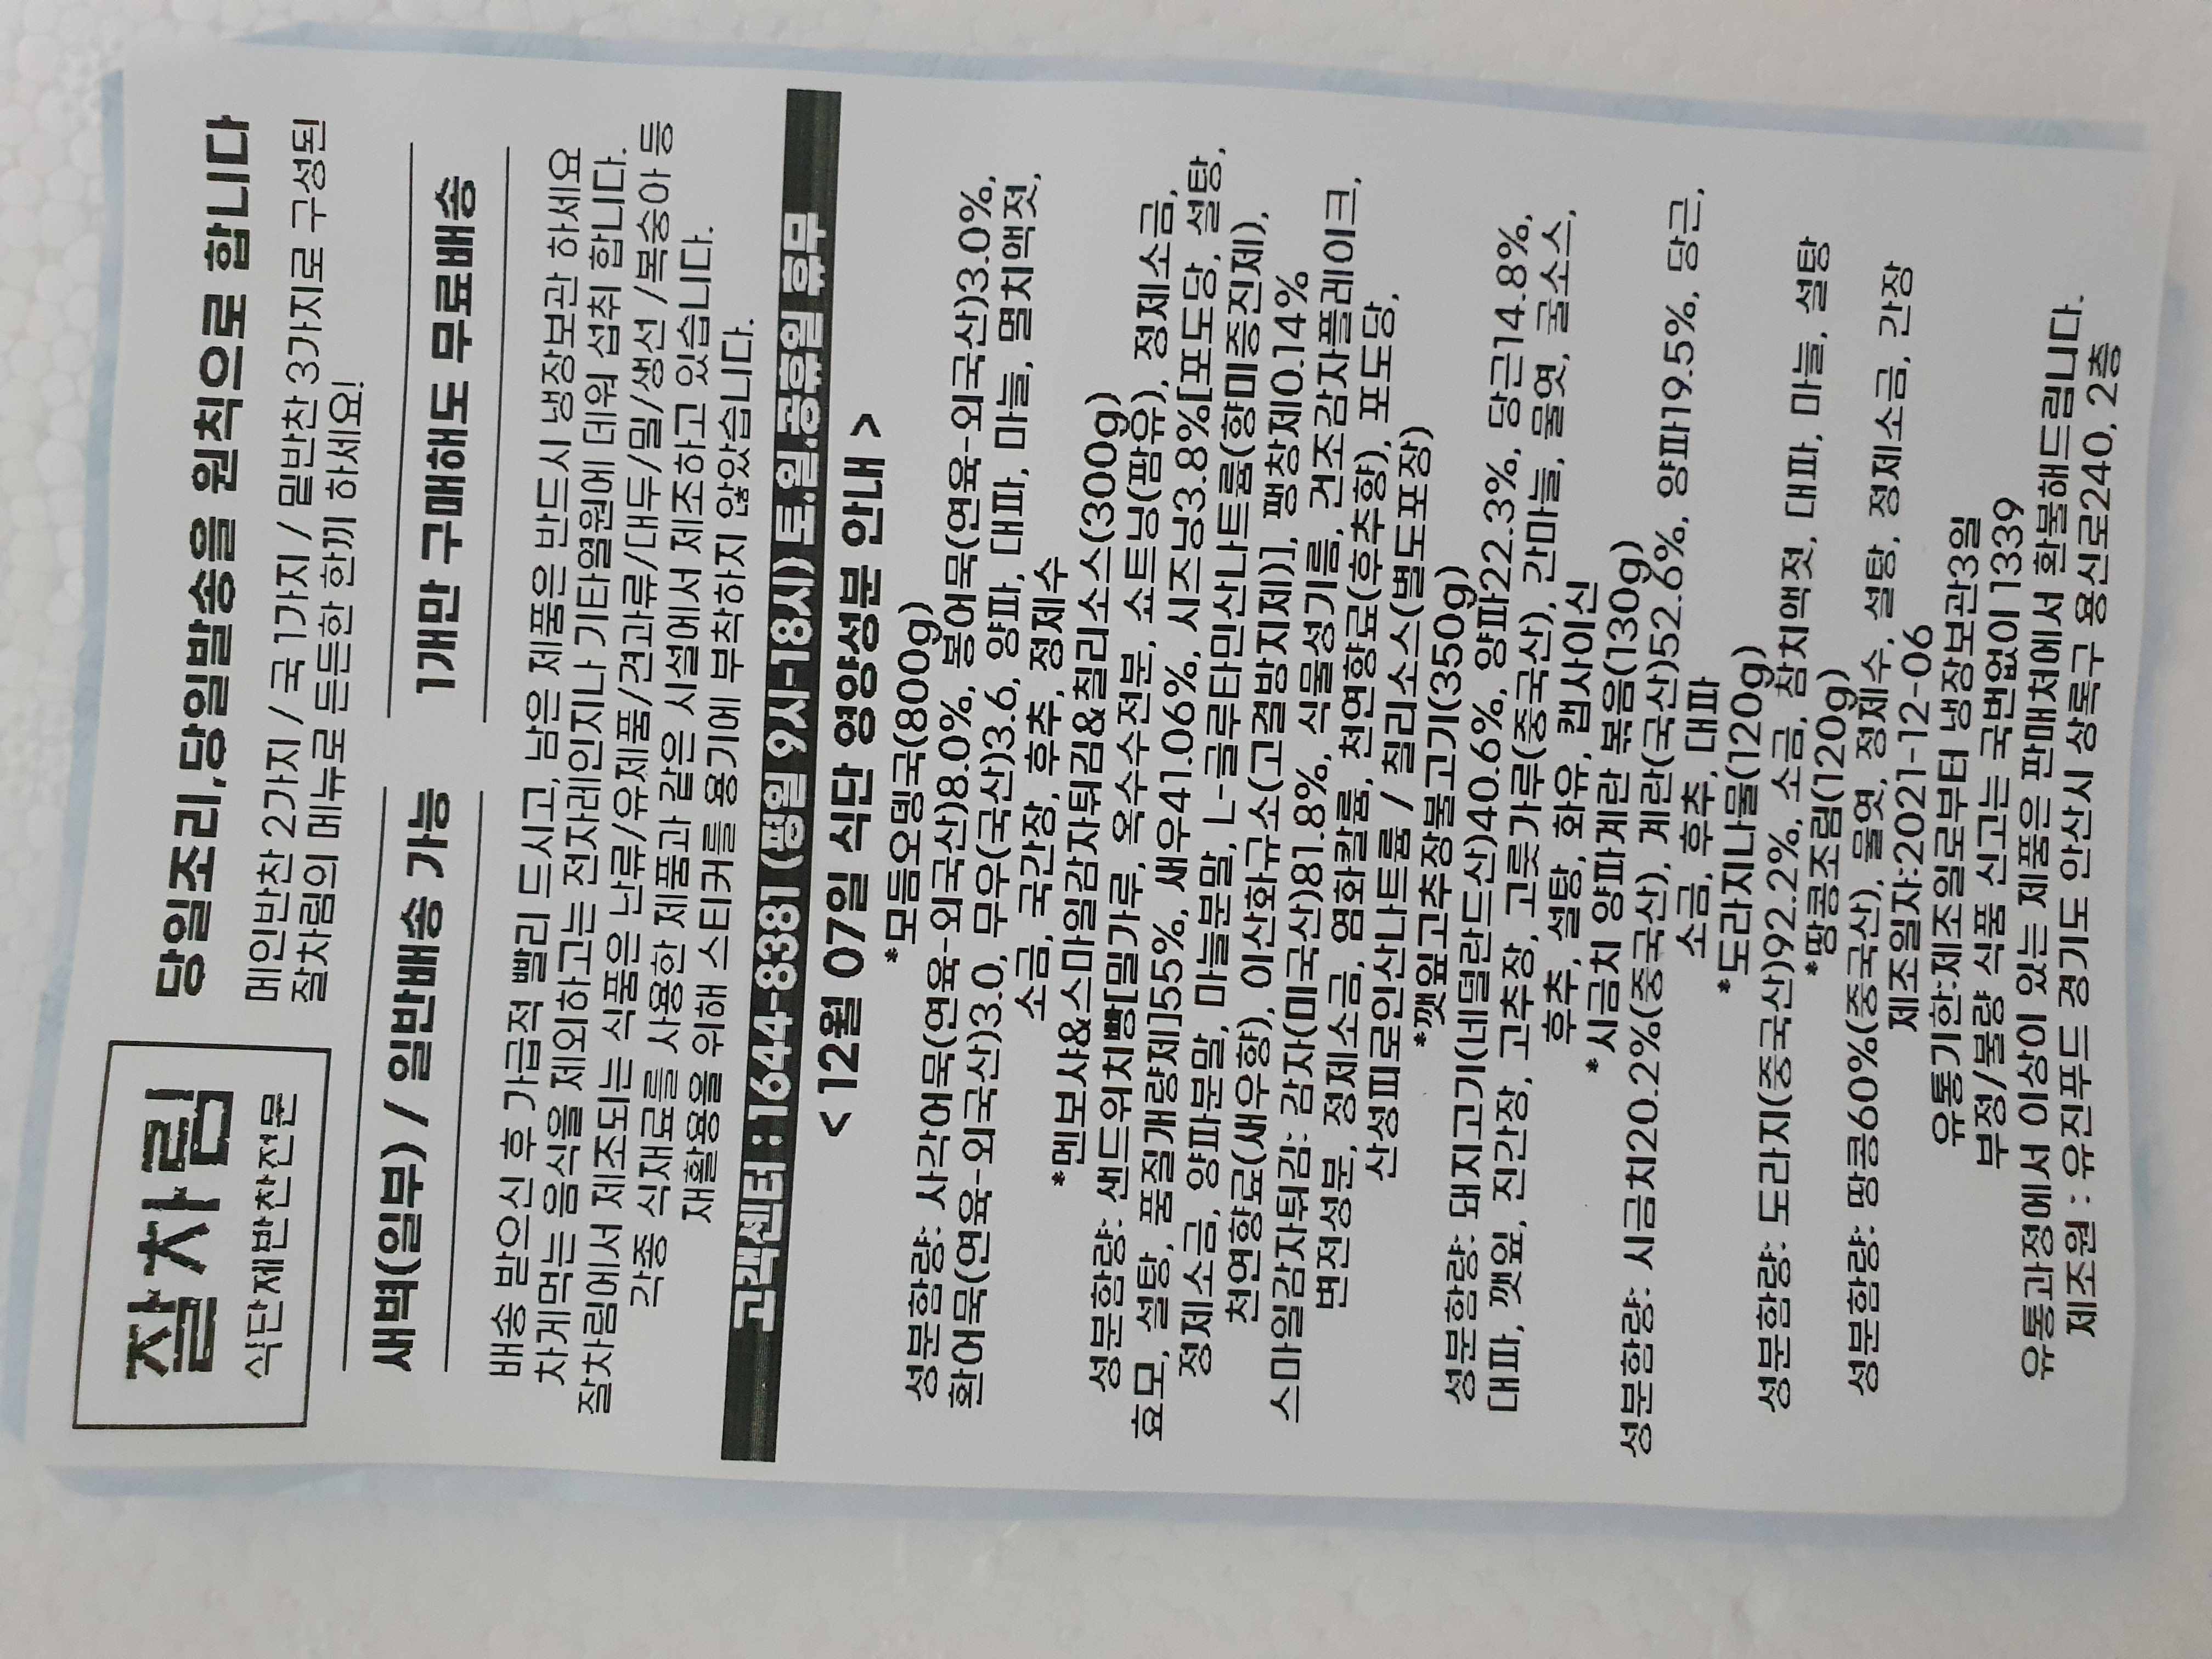 잘차림
식단제반찬전문
당일조리,당일발송을 원칙으로 합니다
메인반찬 2가지 / 국 1가지 / 밑반찬 3가지로 구성된
잘차림의 메뉴로 든든한 한끼 하세요!
새벽(일부) / 일반배송 가능
1개만 구매해도 무료배송
배송 받으신 후 가급적 빨리 드시고, 남은 제품은 반드시 냉장보관 하세요
차게먹는 음식을 제외하고는 전자레인지나 기타열원에 데워 섭취 합니다.
잘차림에서 제조되는 식품은 난류/유제품/견과류/대두/밀/생선 /복숭아 등
각종 식재료를 사용한 제품과 같은 시설에서 제조하고 있습니다.
재활용을 위해 스티커를 용기에 부착하지 않았습니다.
고객센터 : 1644-8381 (평일 9시-18시) 토.일.공휴일 휴무
< 12월 07일 식단 영양성분 안내 >
*모듬오뎅국(800g)
성분함량: 사각어묵(연육-외국산)8.0%, 봉어묵(연육-외국산)3.0%,
환어묵(연육-외국산)3.0, 무우(국산)3.6, 양파, 대파, 마늘, 멸치액젓,
소금, 국간장, 후추, 정제수
*멘보샤&스마일감자튀김&칠리소스(300g)
성분함량: 샌드위치빵[밀가루, 옥수수전분, 쇼트닝(팜유), 정제소금,
효모, 설탕, 품질개량제]55%, 새우41.06%, 시즈닝3.8%[포도당, 설탕,
정제소금, 양파분말, 마늘분말, L-글루타민산나트륨(향미증진제),
천연향료(새우향), 이산화규소(고결방지제)], 팽창제0.14%
스마일감자튀김: 감자(미국산)81.8%, 식물성기름, 건조감자플레이크,
변전성분, 정제소금, 염화칼륨, 천연향료(후추향), 포도당,
산성피로인산나트륨 / 칠리소스(별도포장)
*깻잎고추장불고기(350g)
성분함량: 돼지고기(네덜란드산)40.6%, 양파22.3%, 당근14.8%,
대파, 깻잎, 진간장, 고추장, 고춧가루(중국산), 간마늘, 물엿, 굴소스,
후추, 설탕, 화유, 캡사이신
* 시금치 양파계란 볶음(130g)
성분함량: 시금치20.2%(중국산), 계란(국산)52.6%, 양파19.5%, 당근,
소금, 후추, 대파
*도라지나물(120g)
성분함량: 도라지(중국산)92.2%, 소금, 참치액젓, 대파, 마늘, 설탕
*땅콩조림(120g)
성분함량: 땅콩60%(중국산), 물엿, 정제수, 설탕, 정제소금, 간장
제조일자:2021-12-06
유통기한:제조일로부터 냉장보관3일
부정/불량 식품 신고는 국번없이 1339
유통과정에서 이상이 있는 제품은 판매처에서 환불해드립니다.
제조원 : 유진푸드 경기도 안산시 상록구 용신로240, 2층